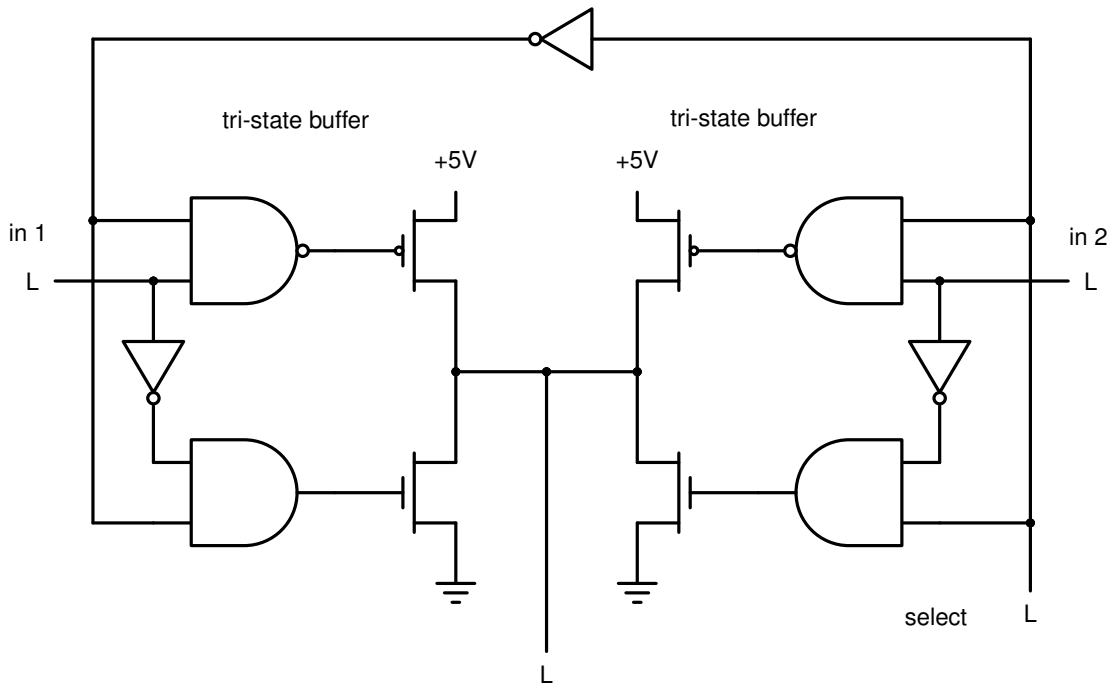 tri-state buffer
tri-state buffer
+5V
+5V
in 1
in 2
L
L
select
L
L